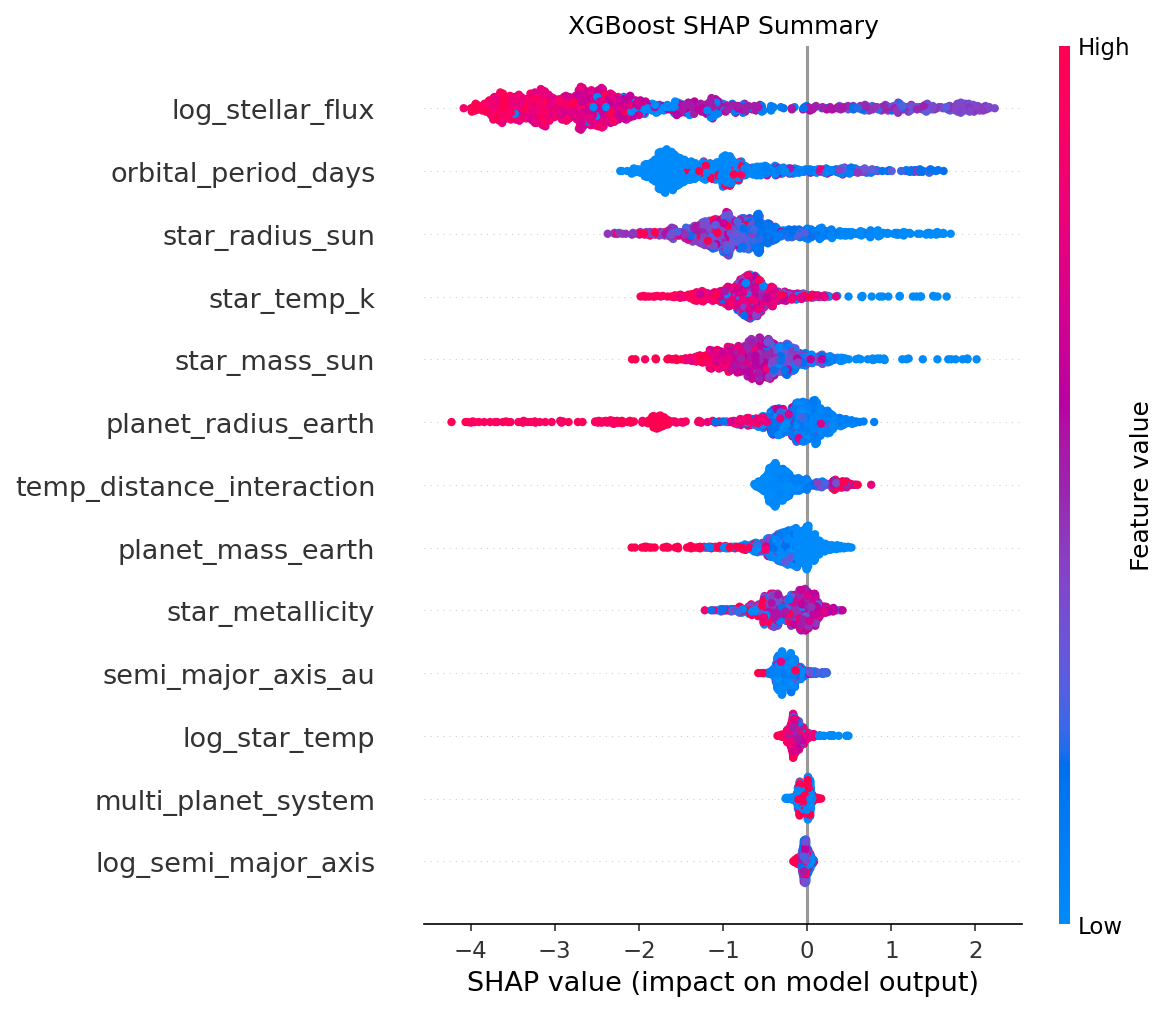 XGBoost SHAP Summary
High
log_stellar_flux
orbital_period_days
star_radius_sun
star_temp_k
star_mass_sun
planet_radius_earth
temp_distance_interaction
planet_mass_earth
star_metallicity
semi_major_axis_au
log_star_temp
multi_planet_system
log_semi_major_axis
Feature value
Low
−4 −3 −2 −1 0 1 2
SHAP value (impact on model output)